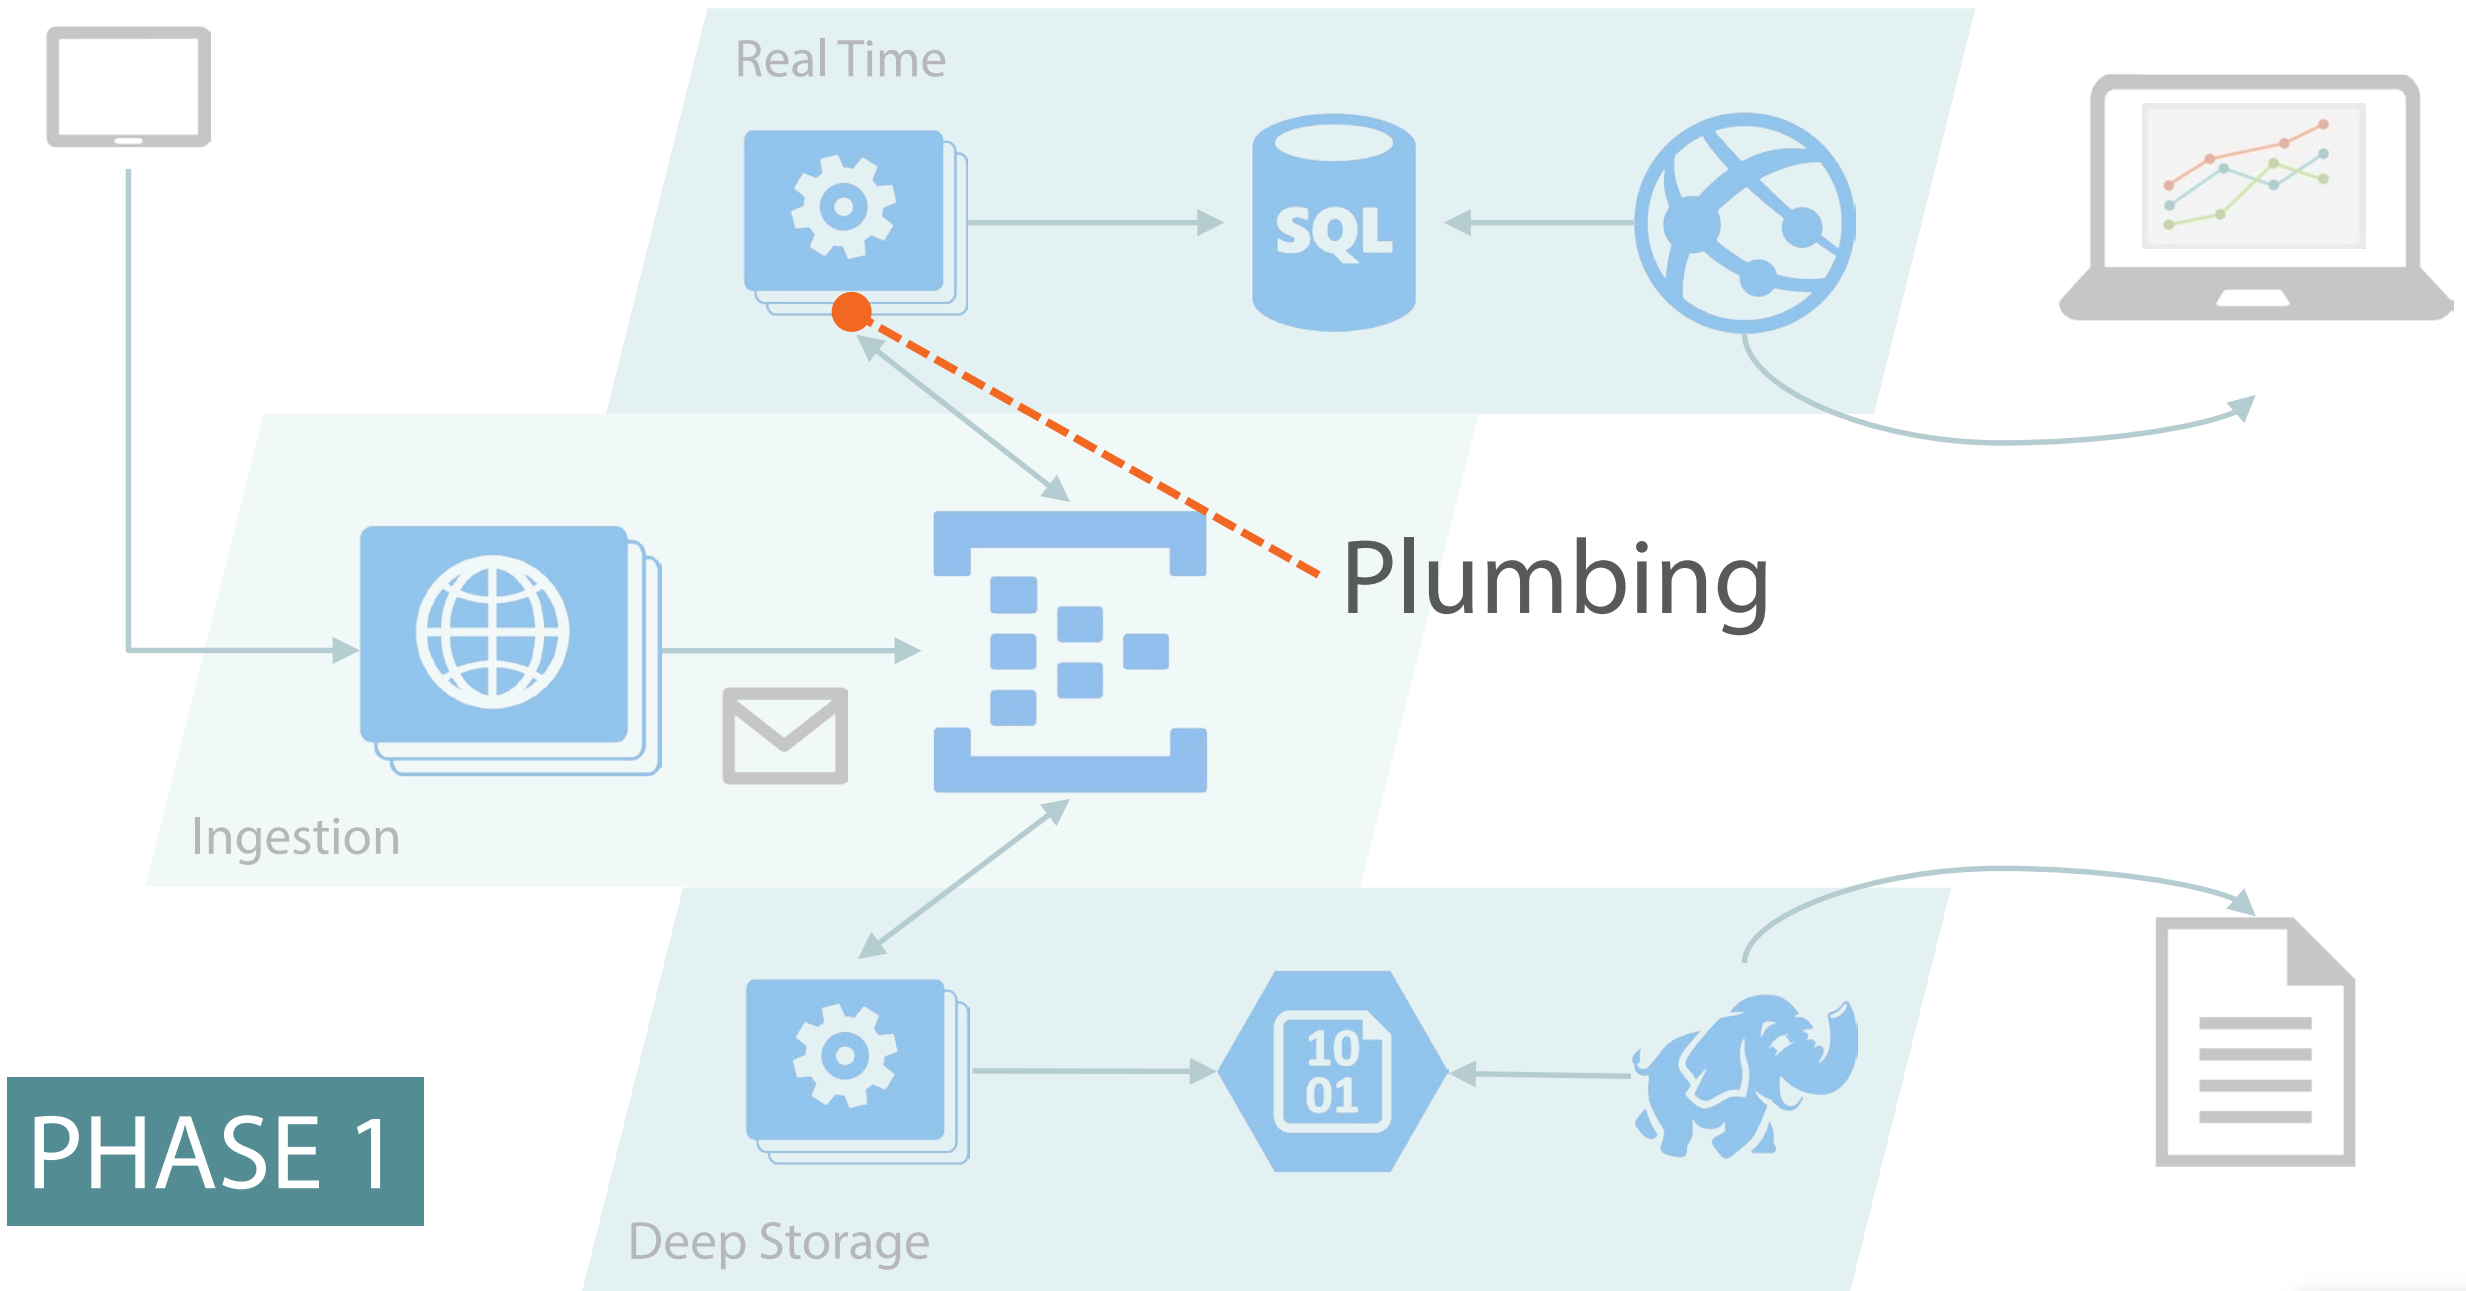 Real Time
SQL
Plumbing
Ingestion
10
01
PHASE 1
Deep Storage